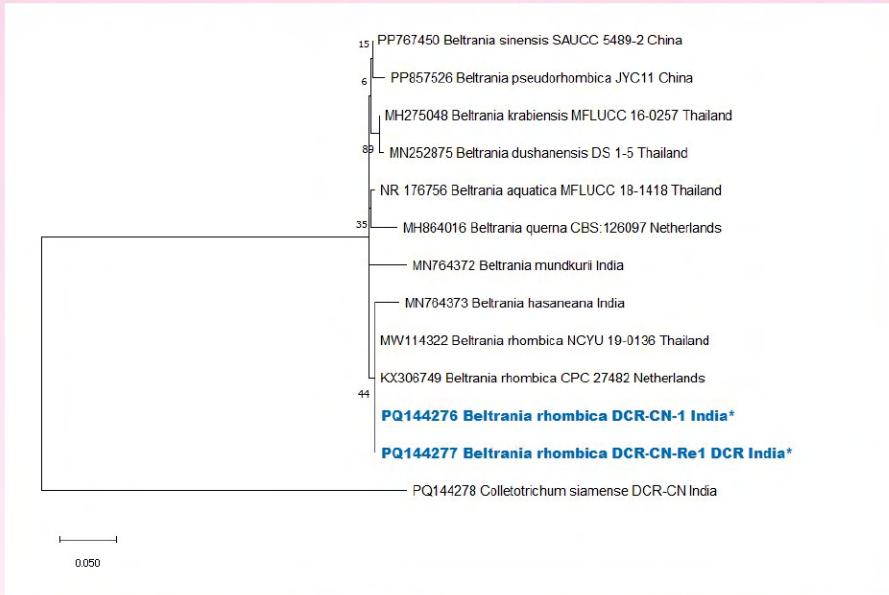 15
PP767450 Beltrania sinensis SAUCC 5489-2 China
6
PP857526 Beltrania pseudorhombica JYC11 China
MH275048 Beltrania krabiensis MFLUCC 16-0257 Thailand
89
MN252875 Beltrania dushanensis DS 1-5 Thailand
NR 176756 Beltrania aquatica MFLUCC 18-1418 Thailand
35
MH864016 Beltrania querna CBS:126097 Netherlands
MN764372 Beltrania mundkurii India
MN764373 Beltrania hasaneana India
MW114322 Beltrania rhombica NCYU 19-0136 Thailand
KX306749 Beltrania rhombica CPC 27482 Netherlands
44
PQ144276 Beltrania rhombica DCR-CN-1 India*
PQ144277 Beltrania rhombica DCR-CN-Re1 DCR India*
PQ144278 Colletotrichum siamense DCR-CN India
0.050